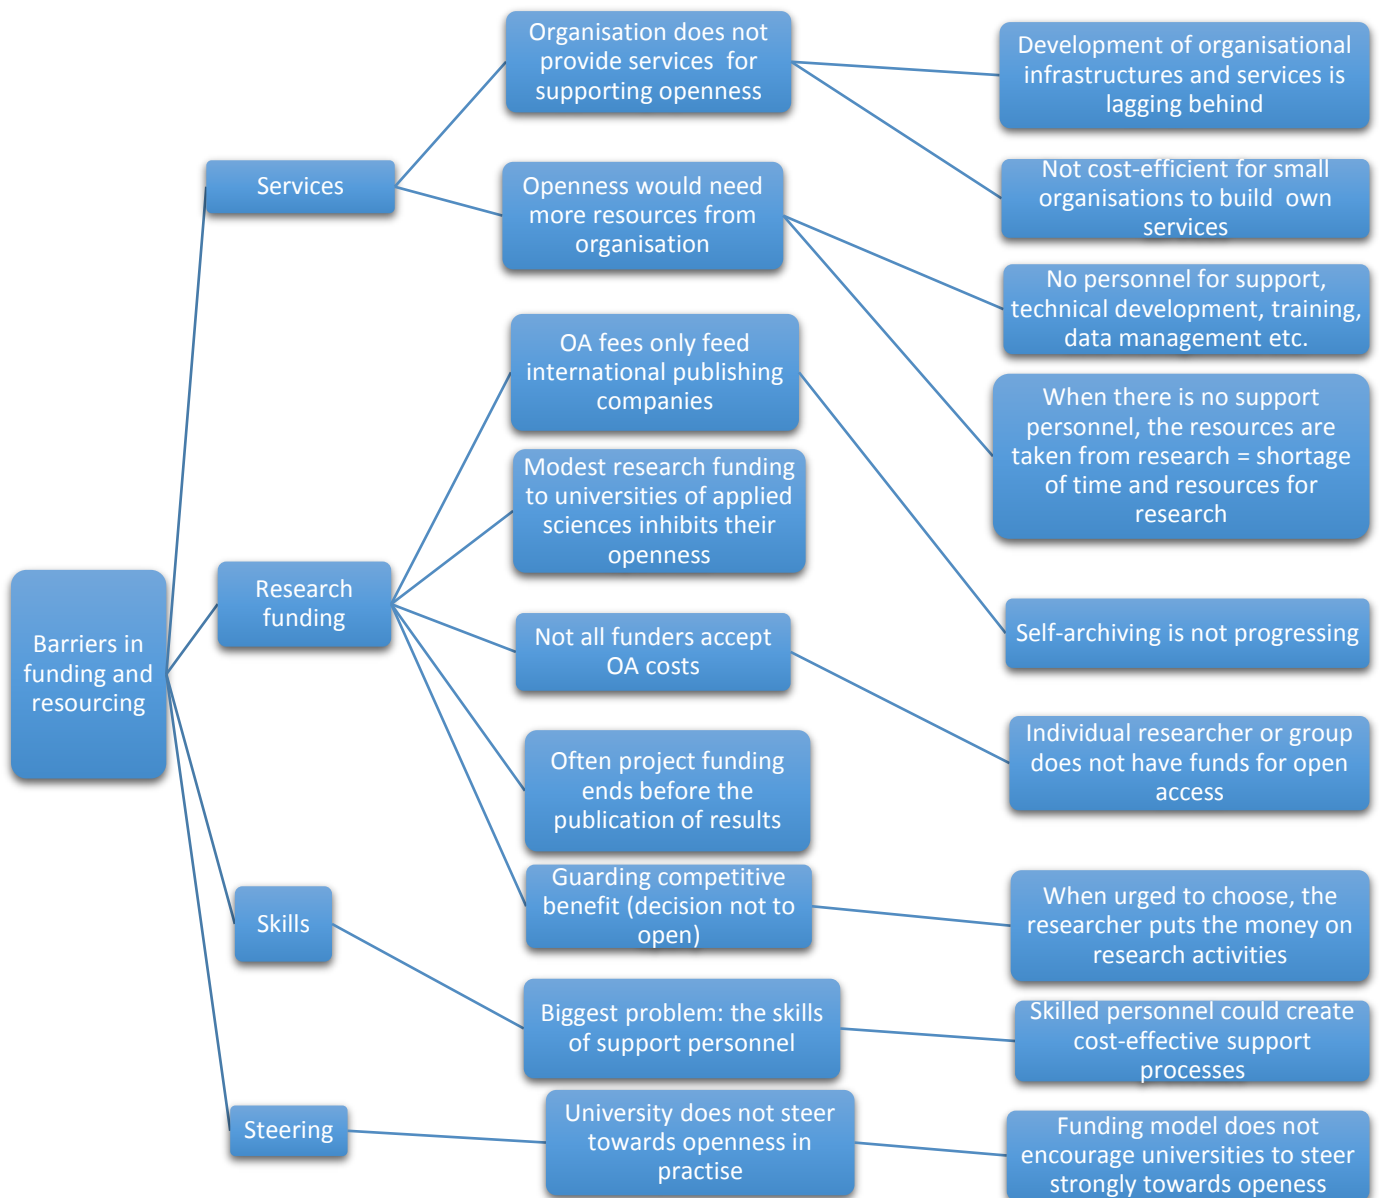 Barriers in
funding and
resourcing
Services
Organisation does not
provide services for
supporting openness
Development of organisational
infrastructures and services is
lagging behind
Not cost-efficient for small
organisations to build own
services
Openness would need
more resources from
organisation
No personnel for support,
technical development, training,
data management etc.
When there is no support
personnel, the resources are
taken from research = shortage
of time and resources for
research
Research
funding
OA fees only feed
international publishing
companies
Self-archiving is not progressing
Modest research funding
to universities of applied
sciences inhibits their
openness
Not all funders accept
OA costs
Individual researcher or group
does not have funds for open
access
Often project funding
ends before the
publication of results
Guarding competitive
benefit (decision not to
open)
When urged to choose, the
researcher puts the money on
research activities
Skills
Biggest problem: the skills
of support personnel
Skilled personnel could create
cost-effective support
processes
Steering
University does not steer
towards openness in
practise
Funding model does not
encourage universities to steer
strongly towards openess